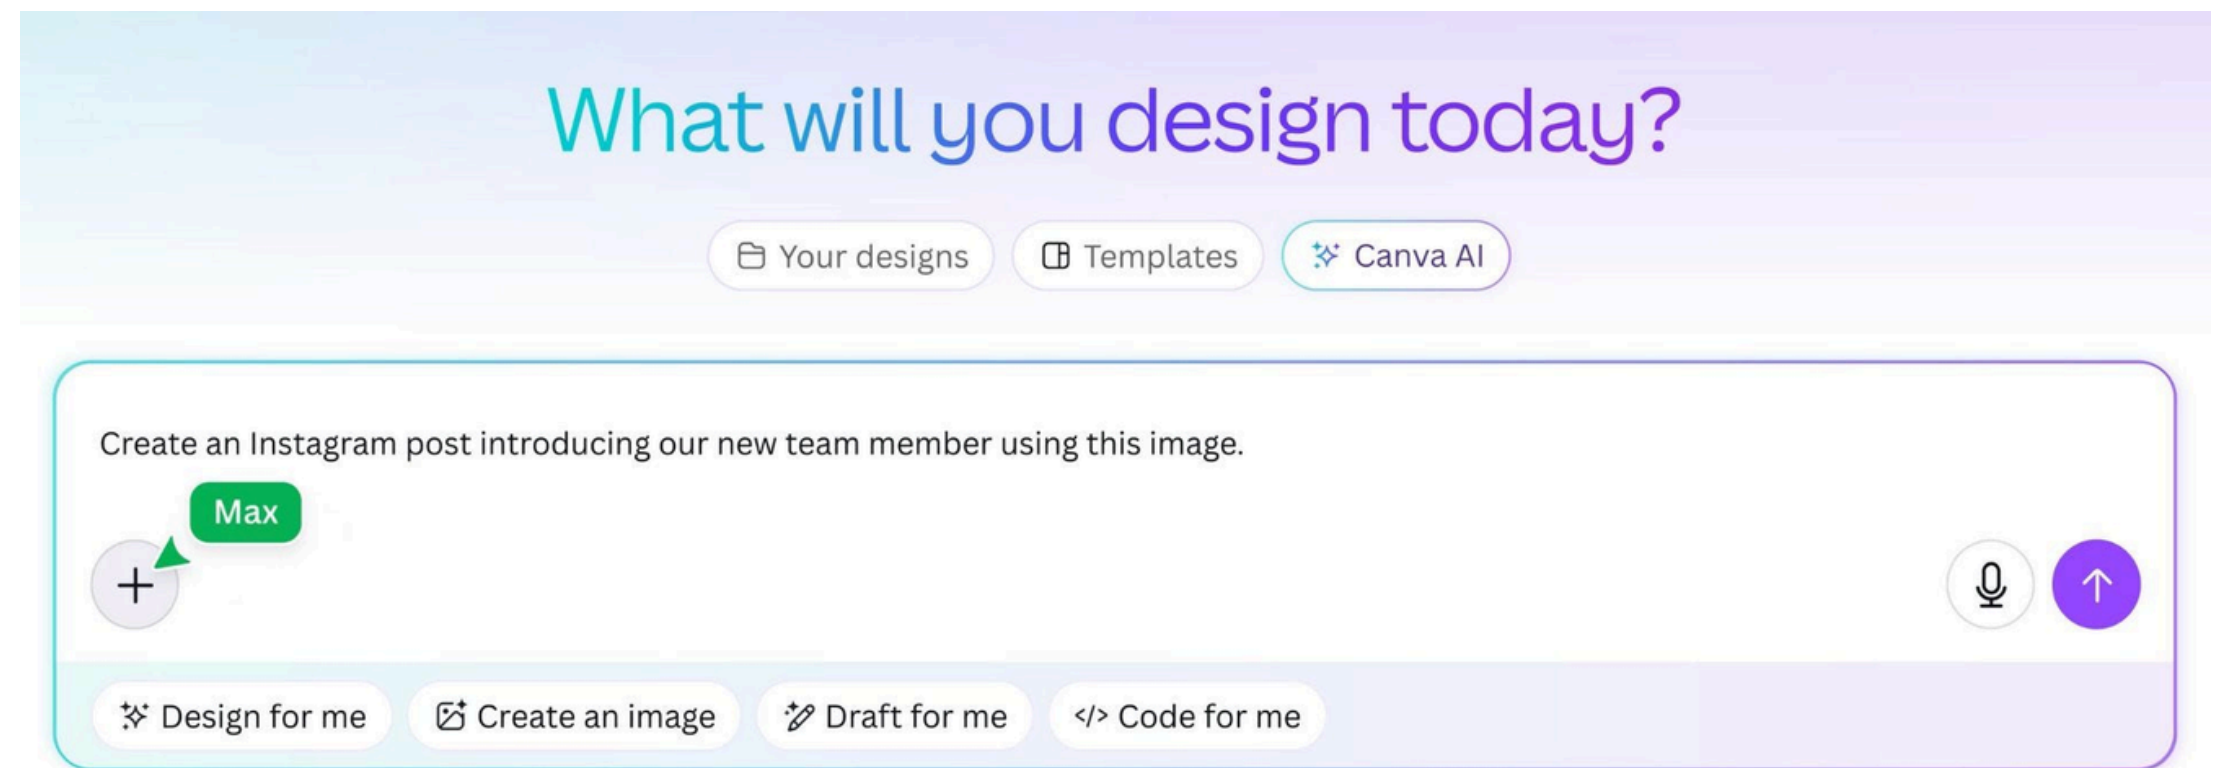 What will you design today?
Your designs
Templates
Canva AI
Create an Instagram post introducing our new team member using this image.
Max
Design for me
Create an image
Draft for me
</> Code for me